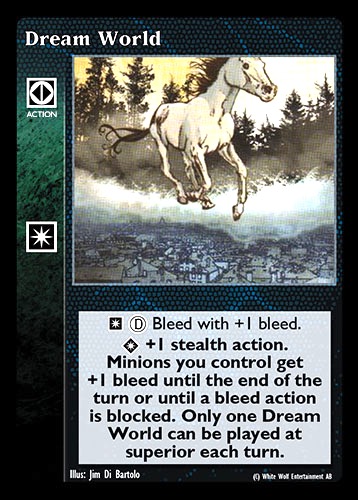 Dream World
ACTION
D Bleed with +1 bleed.
+1 stealth action.
Minions you control get
+1 bleed until the end of the
turn or until a bleed action
is blocked. Only one Dream
World can be played at
superior each turn.
Illus: Jim Di Bartolo
(C) White Wolf Entertainment AB